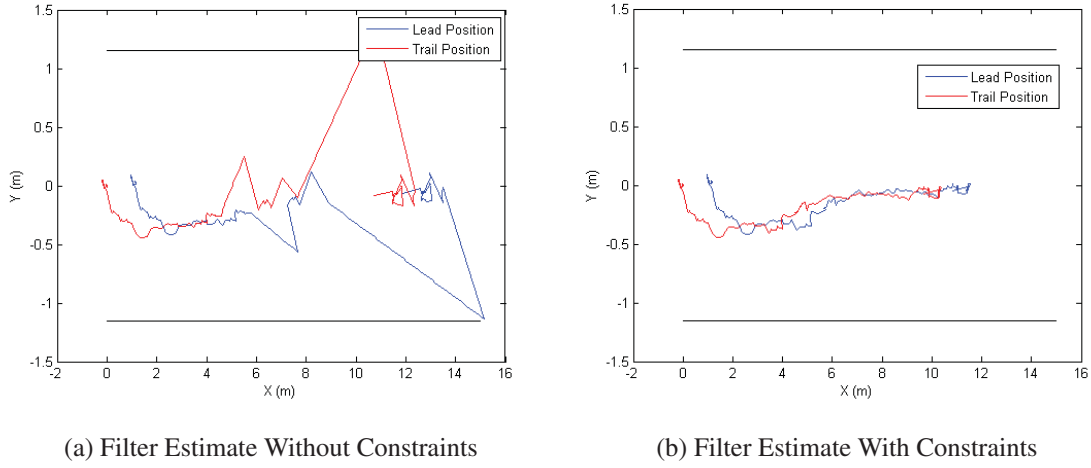 1.5
1
0.5
0
-0.5
-1
-1.5
Y (m)
-2 0 2 4 6 8 10 12 14 16
X (m)
Lead Position
Trail Position
(a) Filter Estimate Without Constraints
1.5
1
0.5
0
-0.5
-1
-1.5
Y (m)
-2 0 2 4 6 8 10 12 14 16
X (m)
Lead Position
Trail Position
(b) Filter Estimate With Constraints